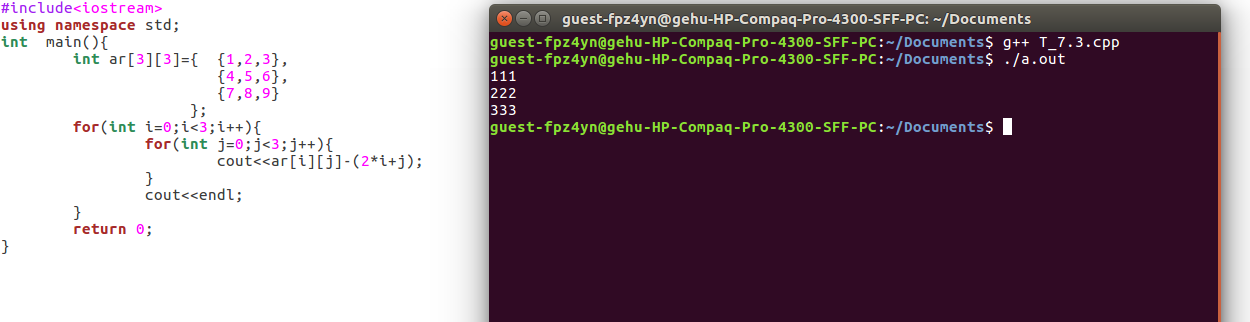 #include<iostream>
using namespace std;
int  main(){
        int ar[3][3]={  {1,2,3},
                        {4,5,6},
                        {7,8,9}
                     };
        for(int i=0;i<3;i++){
                for(int j=0;j<3;j++){
                        cout<<ar[i][j]-(2*i+j);
                }
                cout<<endl;
        }
        return 0;
}
guest-fpz4yn@gehu-HP-Compaq-Pro-4300-SFF-PC: ~/Documents
guest-fpz4yn@gehu-HP-Compaq-Pro-4300-SFF-PC:~/Documents$ g++ T_7.3.cpp
guest-fpz4yn@gehu-HP-Compaq-Pro-4300-SFF-PC:~/Documents$ ./a.out
111
222
333
guest-fpz4yn@gehu-HP-Compaq-Pro-4300-SFF-PC:~/Documents$